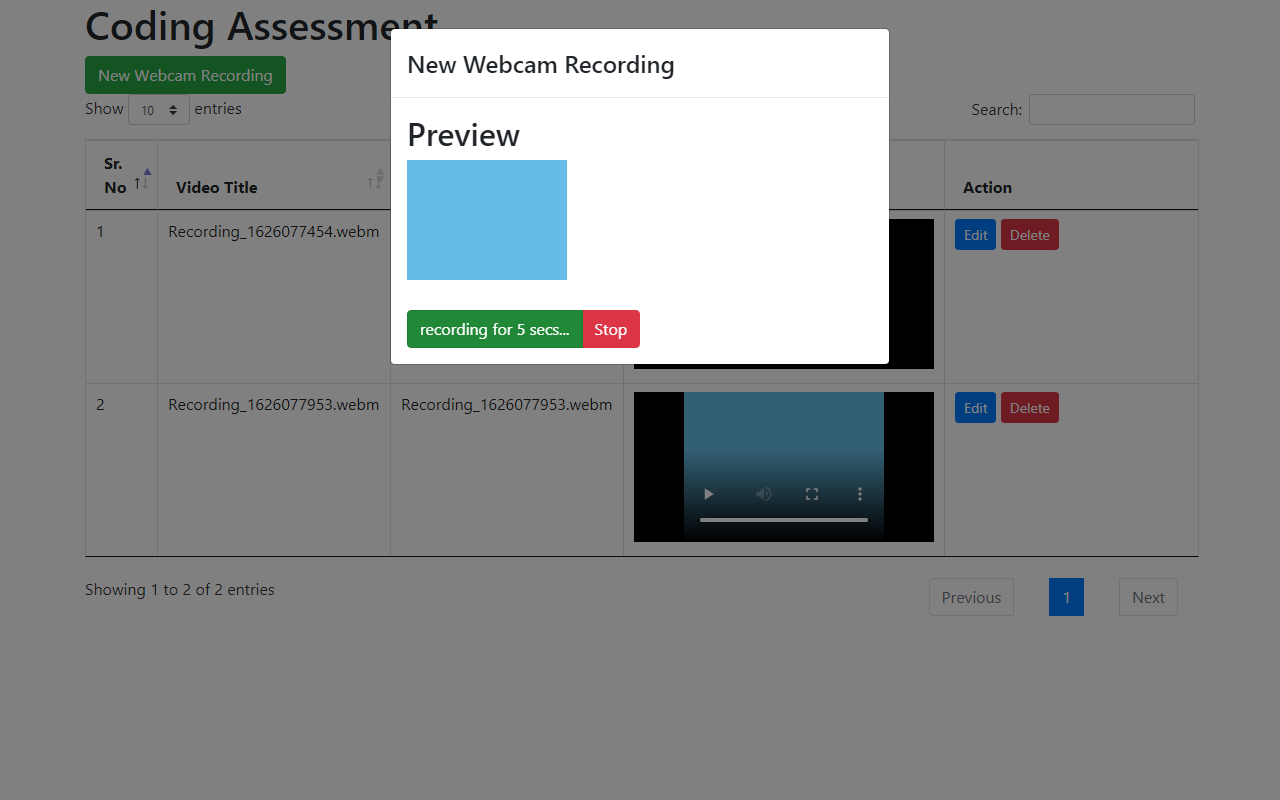 Coding Assessment
New Webcam Recording
Show 10 entries
Search:
Sr. No
Video Title
Action
1
Recording_1626077454.webm
Edit
Delete
2
Recording_1626077953.webm
Recording_1626077953.webm
Edit
Delete
Showing 1 to 2 of 2 entries
Previous
1
Next
New Webcam Recording
Preview
recording for 5 secs...
Stop